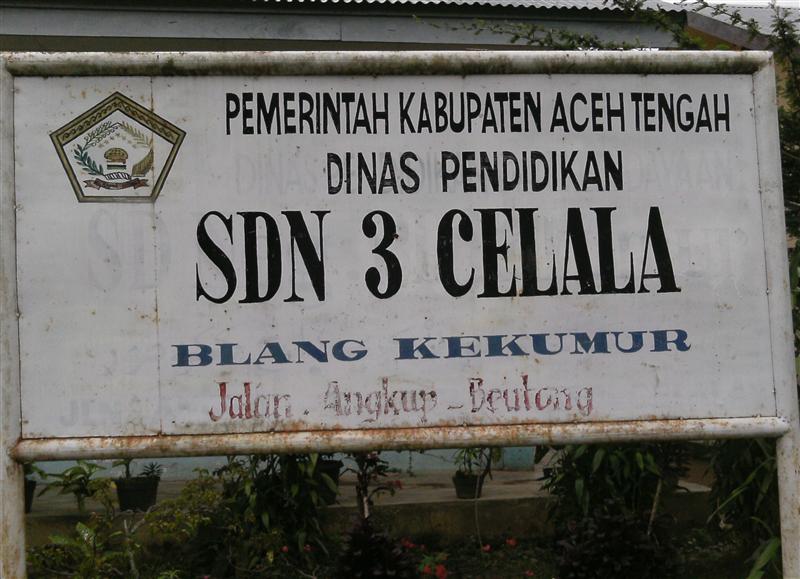 PEMERINTAH KABUPATEN ACEH TENGAH
DINAS PENDIDIKAN
SDN 3 CELALA
BLANG KEKUMUR
Jalan . Angkup - Beutong